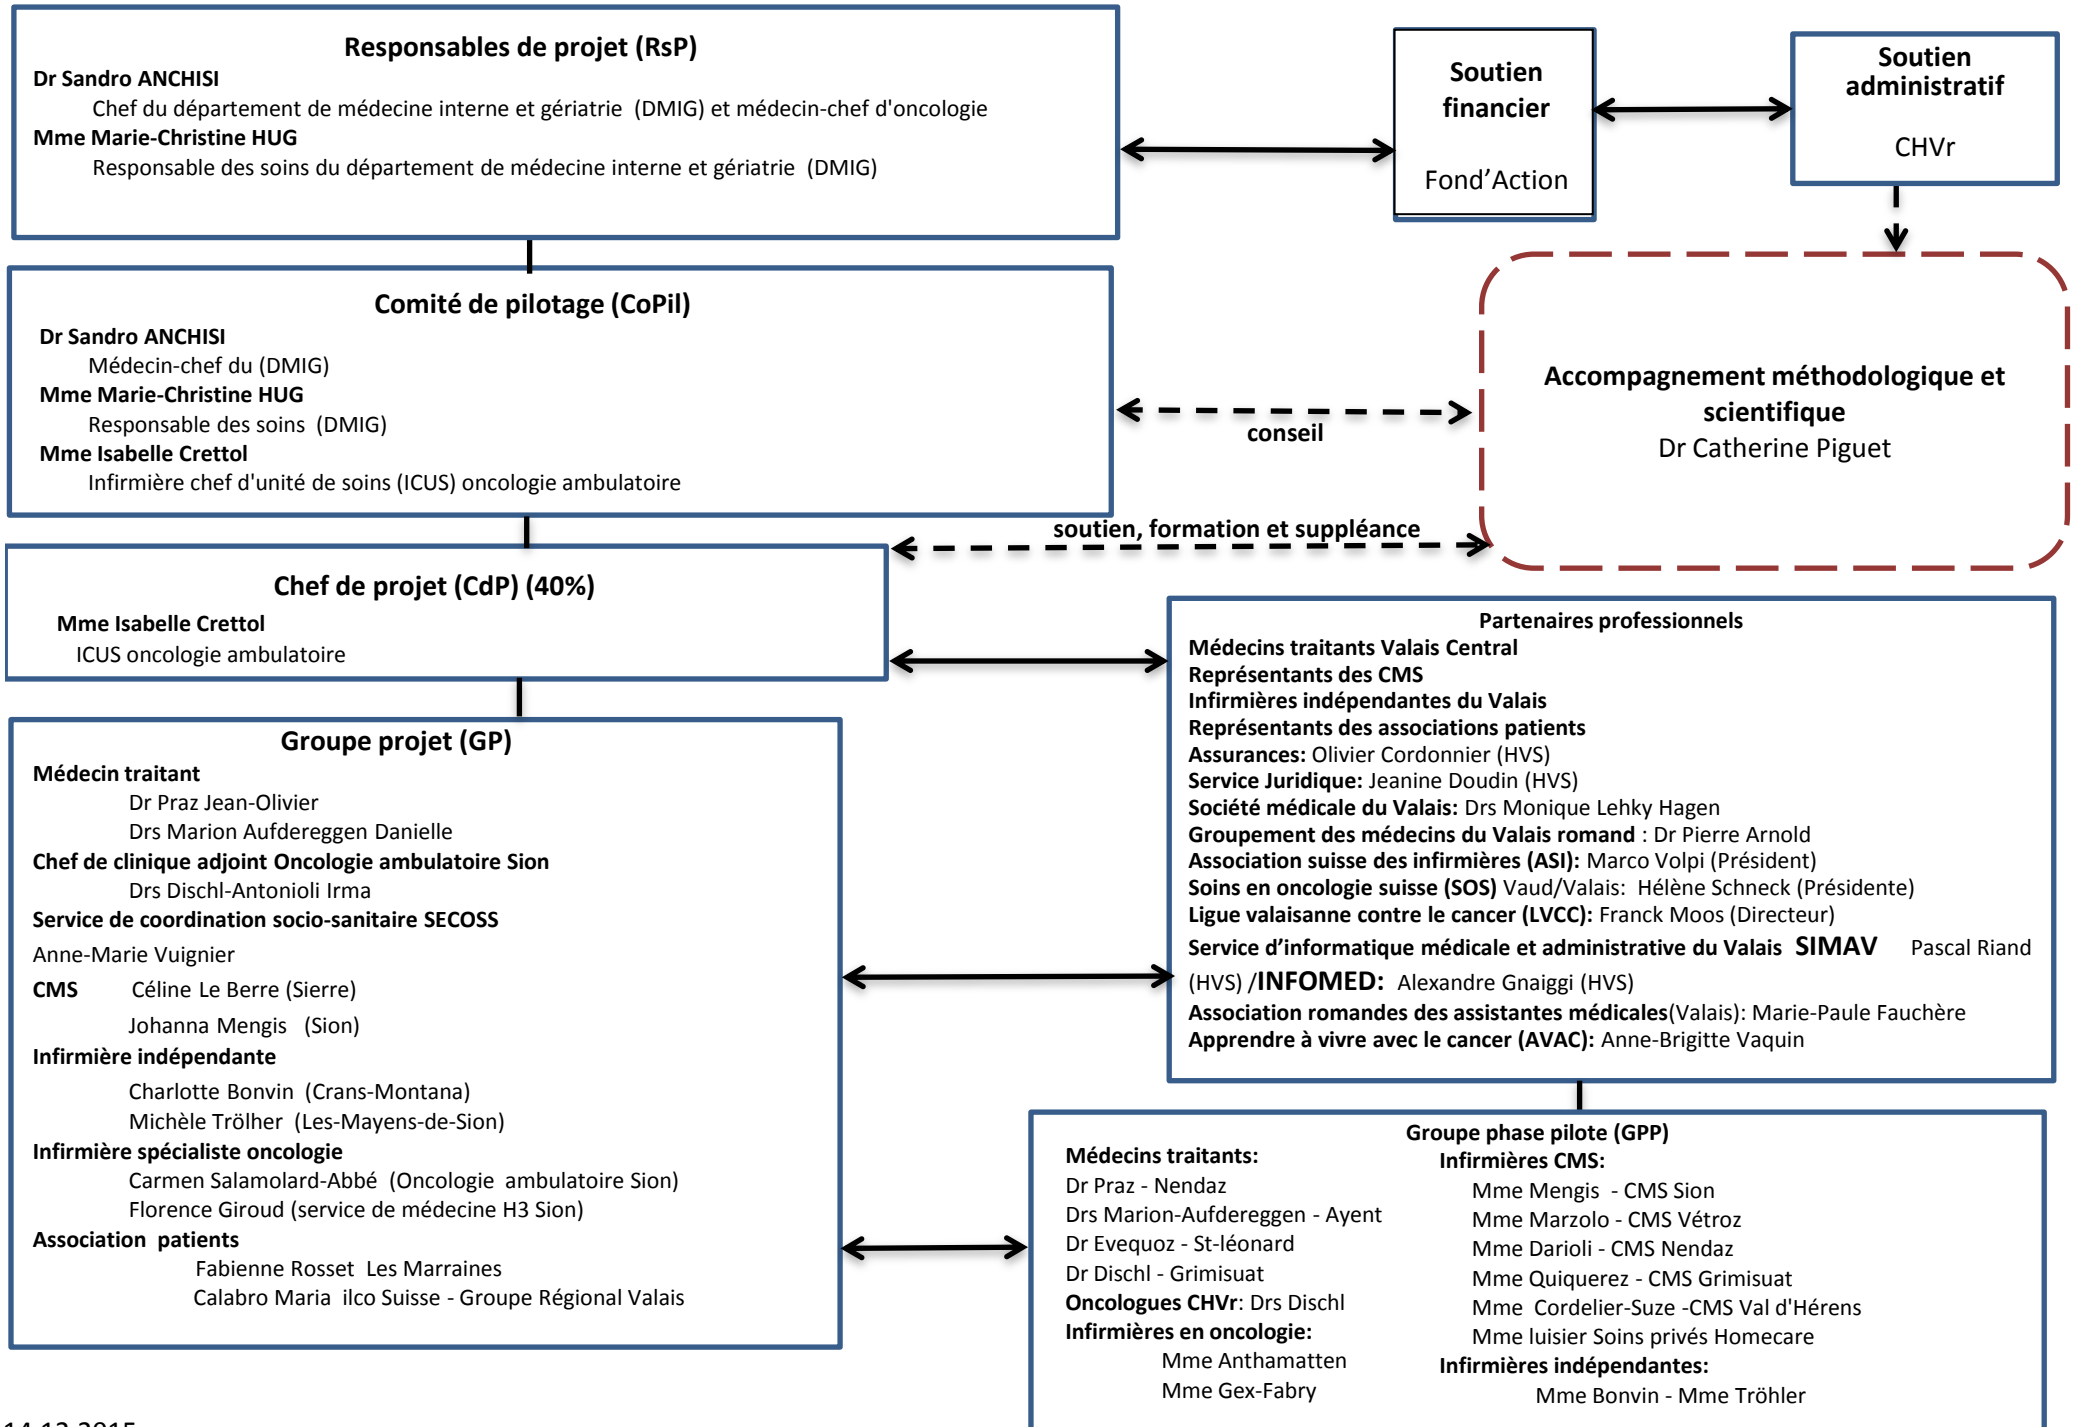 Responsables de projet (RsP)
Dr Sandro ANCHISI
Chef du département de médecine interne et gériatrie (DMIG) et médecin-chef d'oncologie
Mme Marie-Christine HUG
Responsable des soins du département de médecine interne et gériatrie (DMIG)
Soutien
financier
Fond'Action
Soutien
administratif
CHVr
Comité de pilotage (CoPil)
Dr Sandro ANCHISI
Médecin-chef du (DMIG)
Mme Marie-Christine HUG
Responsable des soins (DMIG)
Mme Isabelle Crettol
Infirmière chef d'unité de soins (ICUS) oncologie ambulatoire
conseil
Accompagnement méthodologique et
scientifique
Dr Catherine Piguet
soutien, formation et suppléance
Chef de projet (CdP) (40%)
Mme Isabelle Crettol
ICUS oncologie ambulatoire
Partenaires professionnels
Médecins traitants Valais Central
Représentants des CMS
Infirmières indépendantes du Valais
Représentants des associations patients
Assurances: Olivier Cordonnier (HVS)
Service Juridique: Jeanine Doudin (HVS)
Société médicale du Valais: Drs Monique Lehky Hagen
Groupement des médecins du Valais romand : Dr Pierre Arnold
Association suisse des infirmières (ASI): Marco Volpi (Président)
Soins en oncologie suisse (SOS) Vaud/Valais: Hélène Schneck (Présidente)
Ligue valaisanne contre le cancer (LVCC): Franck Moos (Directeur)
Service d'informatique médicale et administrative du Valais SIMAV Pascal Riand
(HVS) /INFOMED: Alexandre Gnaiggi (HVS)
Association romandes des assistantes médicales(Valais): Marie-Paule Fauchère
Apprendre à vivre avec le cancer (AVAC): Anne-Brigitte Vaquin
Groupe projet (GP)
Médecin traitant
Dr Praz Jean-Olivier
Drs Marion Aufdereggen Danielle
Chef de clinique adjoint Oncologie ambulatoire Sion
Drs Dischl-Antonioli Irma
Service de coordination socio-sanitaire SECOSS
Anne-Marie Vuignier
CMS Céline Le Berre (Sierre)
Johanna Mengis (Sion)
Infirmière indépendante
Charlotte Bonvin (Crans-Montana)
Michèle Trölher (Les-Mayens-de-Sion)
Infirmière spécialiste oncologie
Carmen Salamolard-Abbé (Oncologie ambulatoire Sion)
Florence Giroud (service de médecine H3 Sion)
Association patients
Fabienne Rosset Les Marraines
Calabro Maria ilco Suisse - Groupe Régional Valais
Groupe phase pilote (GPP)
Médecins traitants:
Dr Praz - Nendaz
Drs Marion-Aufdereggen - Ayent
Dr Evequoz - St-léonard
Dr Dischl - Grimisuat
Oncologues CHVr: Drs Dischl
Infirmières en oncologie:
Mme Anthamatten
Mme Gex-Fabry
Infirmières CMS:
Mme Mengis - CMS Sion
Mme Marzolo - CMS Vétroz
Mme Darioli - CMS Nendaz
Mme Quiquerez - CMS Grimisuat
Mme Cordelier-Suze -CMS Val d'Hérens
Mme luisier Soins privés Homecare
Infirmières indépendantes:
Mme Bonvin - Mme Tröhler